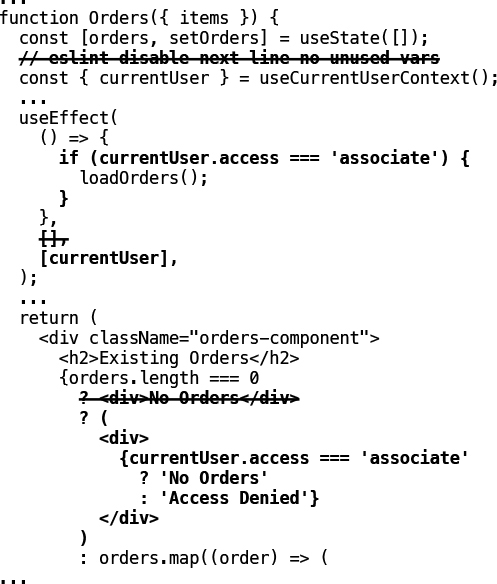 ...
function Orders({ items }) {
const [orders, setOrders] = useState([]);
// eslint-disable-next-line no-unused-vars
const { currentUser } = useCurrentUserContext();
...
useEffect(
() => {
if (currentUser.access === 'associate') {
loadOrders();
}
},
[],
[currentUser],
);
...
return (
<div className="orders-component">
<h2>Existing Orders</h2>
{orders.length === 0
? <div>No Orders</div>
? (
<div>
{currentUser.access === 'associate'
? 'No Orders'
: 'Access Denied'}
</div>
)
: orders.map((order) => (
...